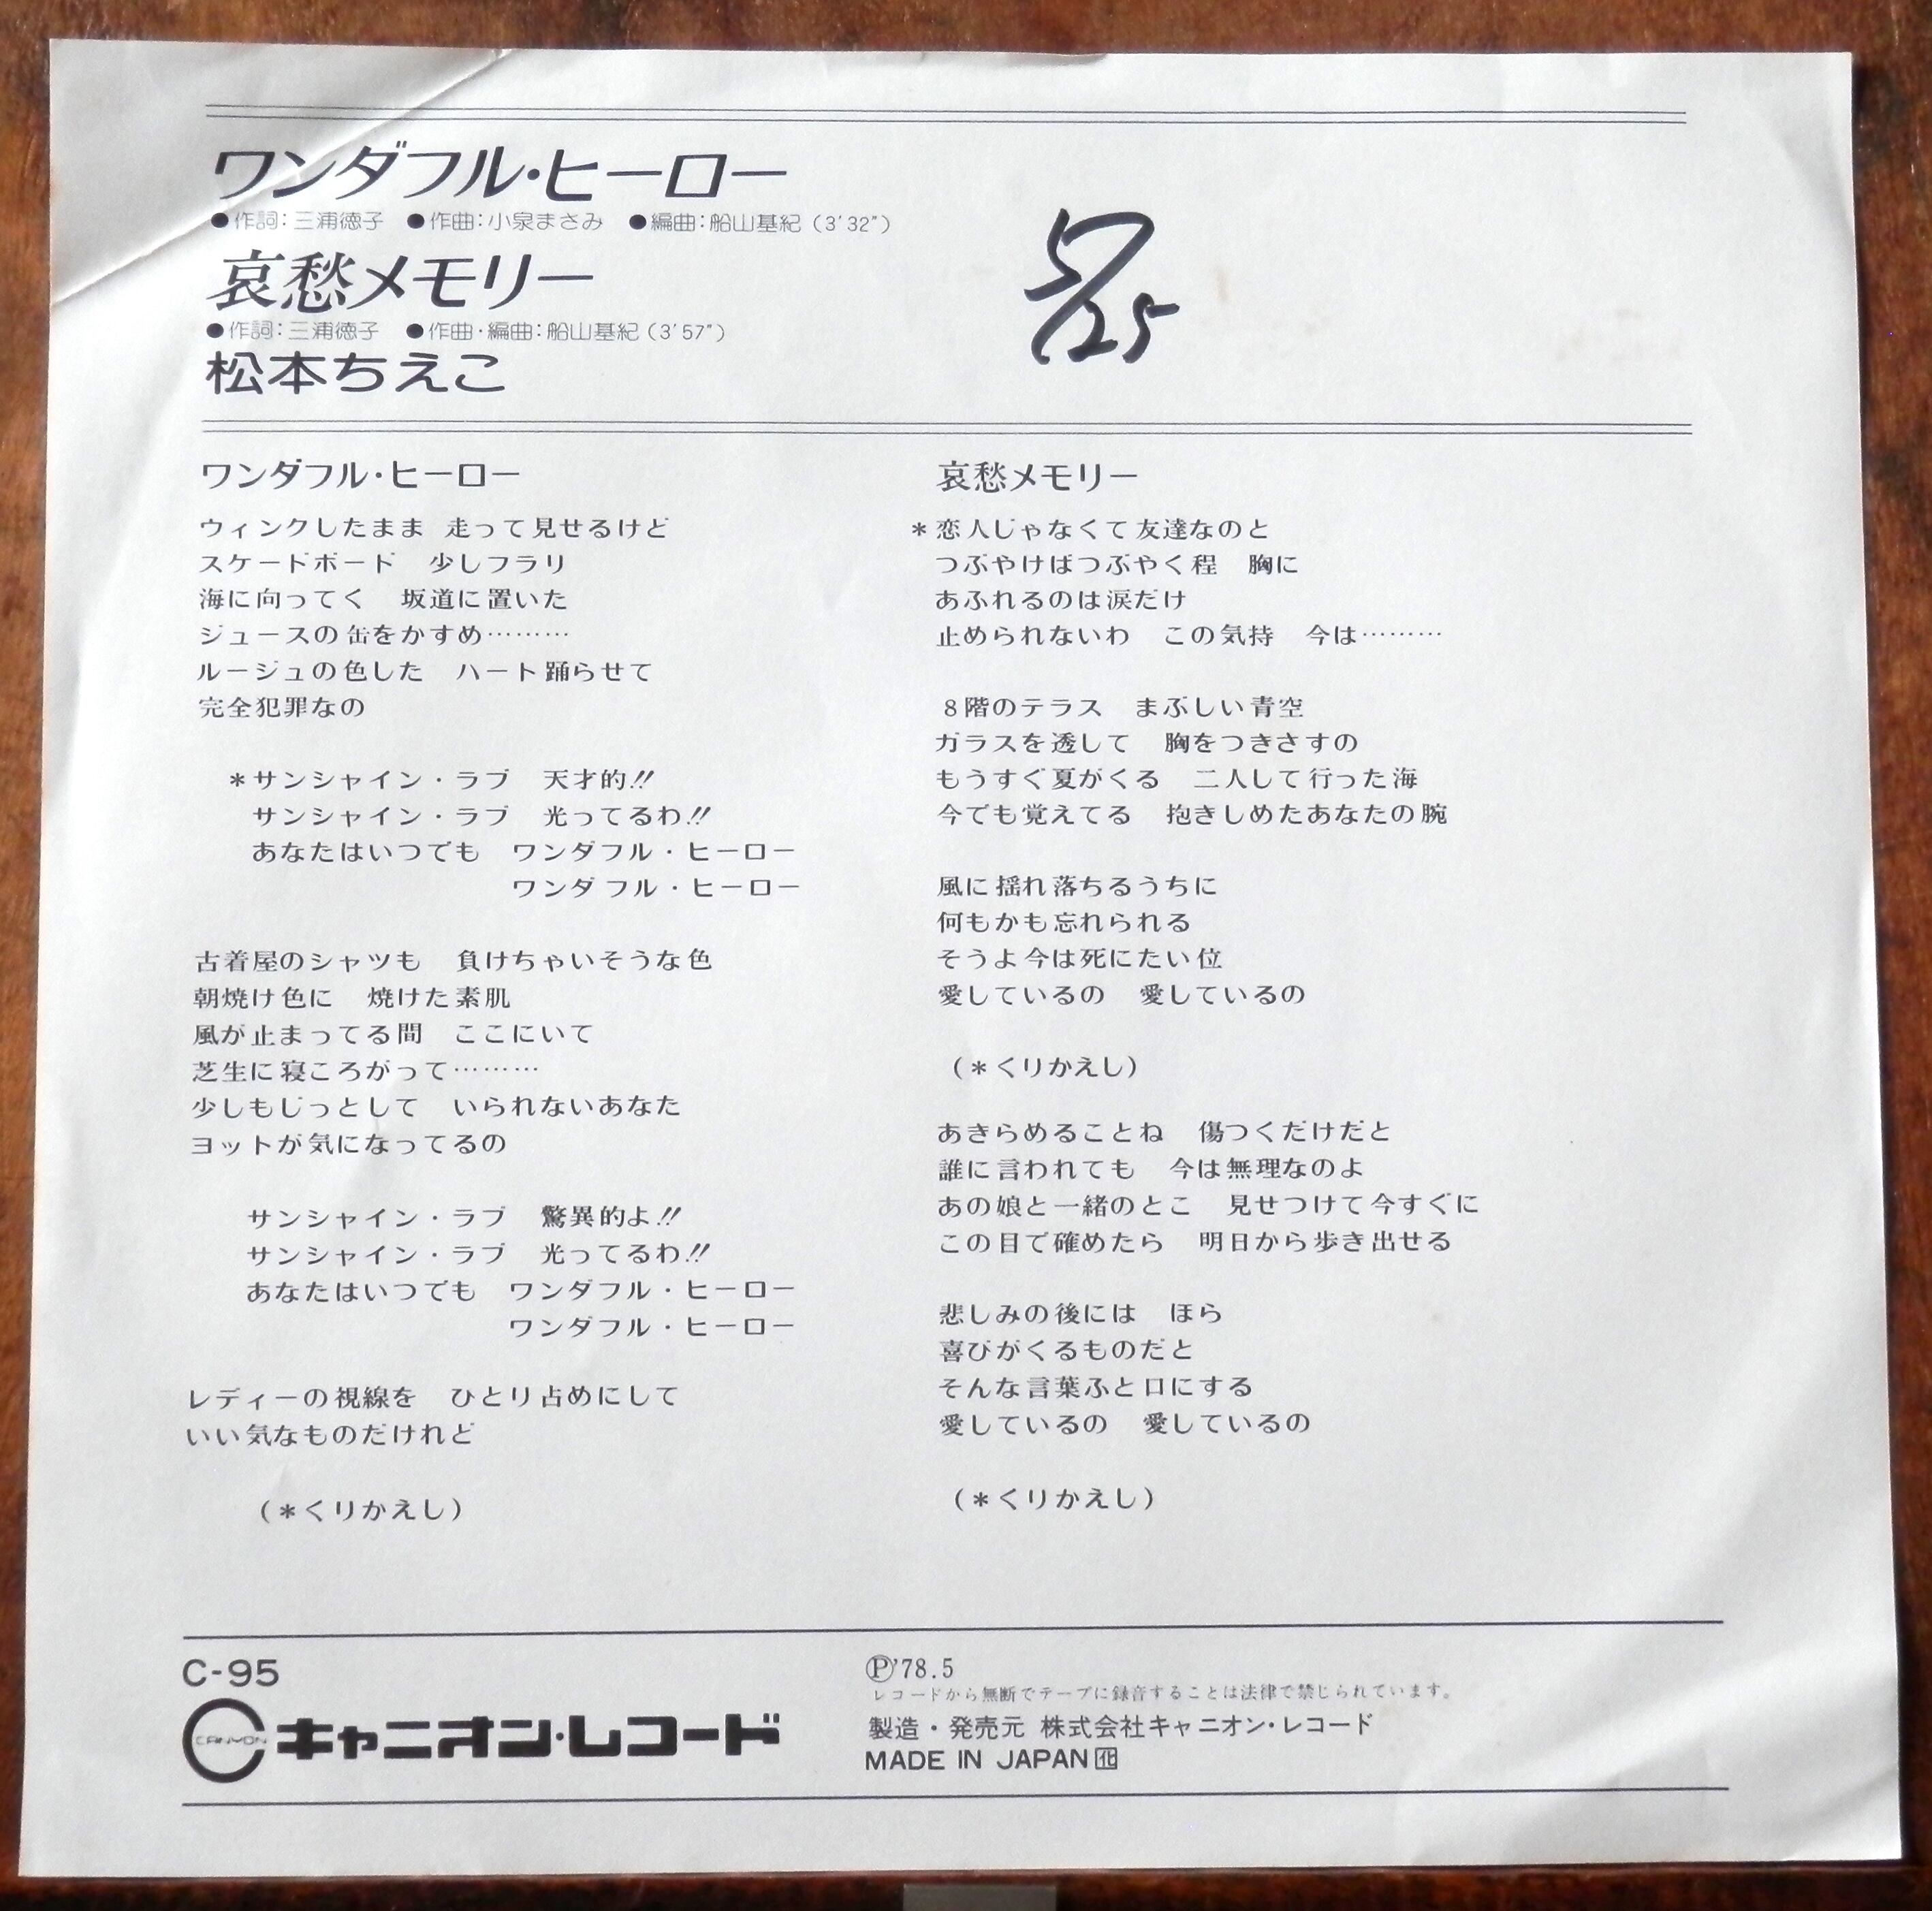 ワンダフル・ヒーロー
●作詞：三浦徳子 ●作曲：小泉まさみ ●編曲：船山基紀（3′32″）
哀愁メモリー
●作詞：三浦徳子 ●作曲・編曲：船山基紀（3′57″）
松本ちえこ
ワンダフル・ヒーロー
ウィンクしたまま 走って見せるけど
スケードボード 少しフラリ
海に向ってく 坂道に置いた
ジュースの缶をかすめ………
ルージュの色した ハート踊らせて
完全犯罪なの
＊サンシャイン・ラブ 天才的!!
サンシャイン・ラブ 光ってるわ!!
あなたはいつでも ワンダフル・ヒーロー
ワンダフル・ヒーロー
古着屋のシャツも 負けちゃいそうな色
朝焼け色に 焼けた素肌
風が止まってる間 ここにいて
芝生に寝ころがって………
少しもじっとして いられないあなた
ヨットが気になってるの
サンシャイン・ラブ 驚異的よ!!
サンシャイン・ラブ 光ってるわ!!
あなたはいつでも ワンダフル・ヒーロー
ワンダフル・ヒーロー
レディーの視線を ひとり占めにして
いい気なものだけれど
（＊くりかえし）
哀愁メモリー
＊恋人じゃなくて友達なのと
つぶやけばつぶやく程 胸に
あふれるのは涙だけ
止められないわ この気持 今は………
8階のテラス まぶしい青空
ガラスを透して 胸をつきさすの
もうすぐ夏がくる 二人して行った海
今でも覚えてる 抱きしめたあなたの腕
風に揺れ落ちるうちに
何もかも忘れられる
そうよ今は死にたい位
愛しているの 愛しているの
（＊くりかえし）
あきらめることね 傷つくだけだと
誰に言われても 今は無理なのよ
あの娘と一緒のとこ 見せつけて今すぐに
この目で確めたら 明日から歩き出せる
悲しみの後には ほら
喜びがくるものだと
そんな言葉ふと口にする
愛しているの 愛しているの
（＊くりかえし）
C-95
CANYON キャニオン・レコード
Ⓟ'78.5
レコードから無断でテープに録音することは法律で禁じられています。
製造・発売元 株式会社キャニオン・レコード
MADE IN JAPAN 北